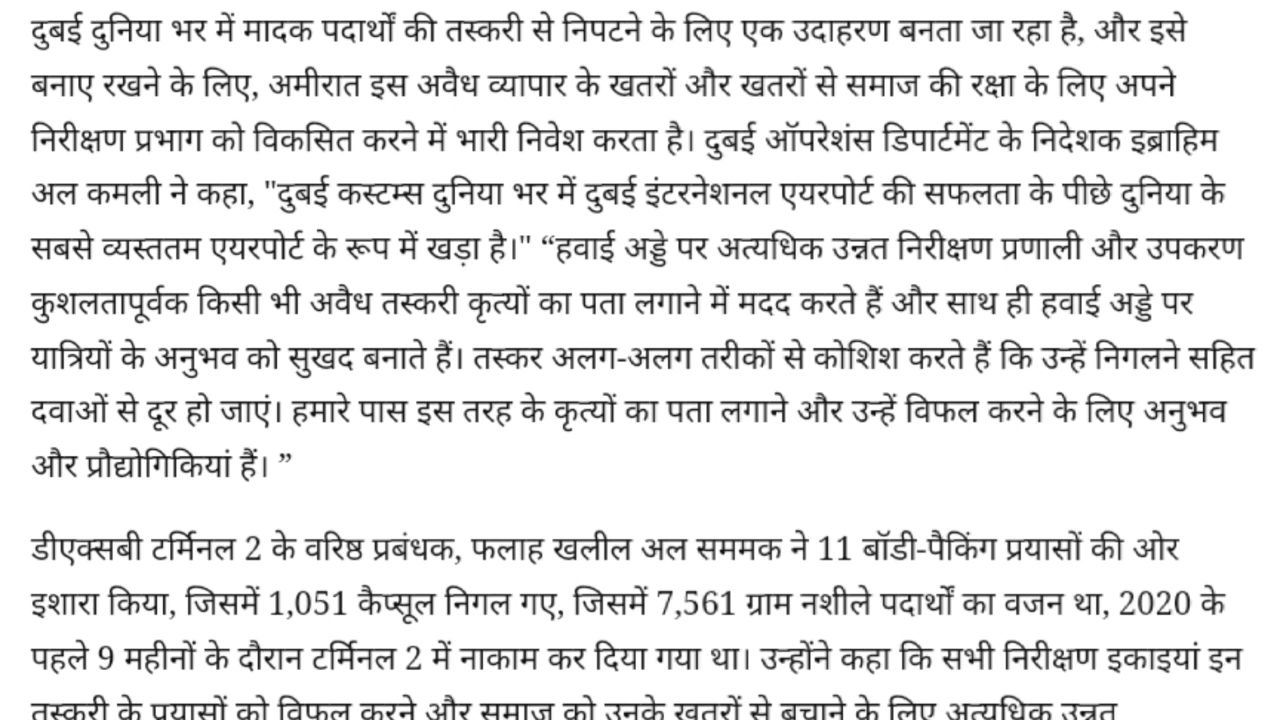 दुबई दुनिया भर में मादक पदार्थों की तस्करी से निपटने के लिए एक उदाहरण बनता जा रहा है, और इसे
बनाए रखने के लिए, अमीरात इस अवैध व्यापार के खतरों और खतरों से समाज की रक्षा के लिए अपने
निरीक्षण प्रभाग को विकसित करने में भारी निवेश करता है। दुबई ऑपरेशंस डिपार्टमेंट के निदेशक इब्राहिम
अल कमली ने कहा, "दुबई कस्टम्स दुनिया भर में दुबई इंटरनेशनल एयरपोर्ट की सफलता के पीछे दुनिया के
सबसे व्यस्ततम एयरपोर्ट के रूप में खड़ा है।" “हवाई अड्डे पर अत्यधिक उन्नत निरीक्षण प्रणाली और उपकरण
कुशलतापूर्वक किसी भी अवैध तस्करी कृत्यों का पता लगाने में मदद करते हैं और साथ ही हवाई अड्डे पर
यात्रियों के अनुभव को सुखद बनाते हैं। तस्कर अलग-अलग तरीकों से कोशिश करते हैं कि उन्हें निगलने सहित
दवाओं से दूर हो जाएं। हमारे पास इस तरह के कृत्यों का पता लगाने और उन्हें विफल करने के लिए अनुभव
और प्रौद्योगिकियां हैं। ”
डीएक्सबी टर्मिनल 2 के वरिष्ठ प्रबंधक, फलाह खलील अल सममक ने 11 बॉडी-पैकिंग प्रयासों की ओर
इशारा किया, जिसमें 1,051 कैप्सूल निगल गए, जिसमें 7,561 ग्राम नशीले पदार्थों का वजन था, 2020 के
पहले 9 महीनों के दौरान टर्मिनल 2 में नाकाम कर दिया गया था। उन्होंने कहा कि सभी निरीक्षण इकाइयां इन
तस्करी के प्रयासों को विफल करने और समाज को उनके खतरों से बचाने के लिए अत्यधिक उन्नत